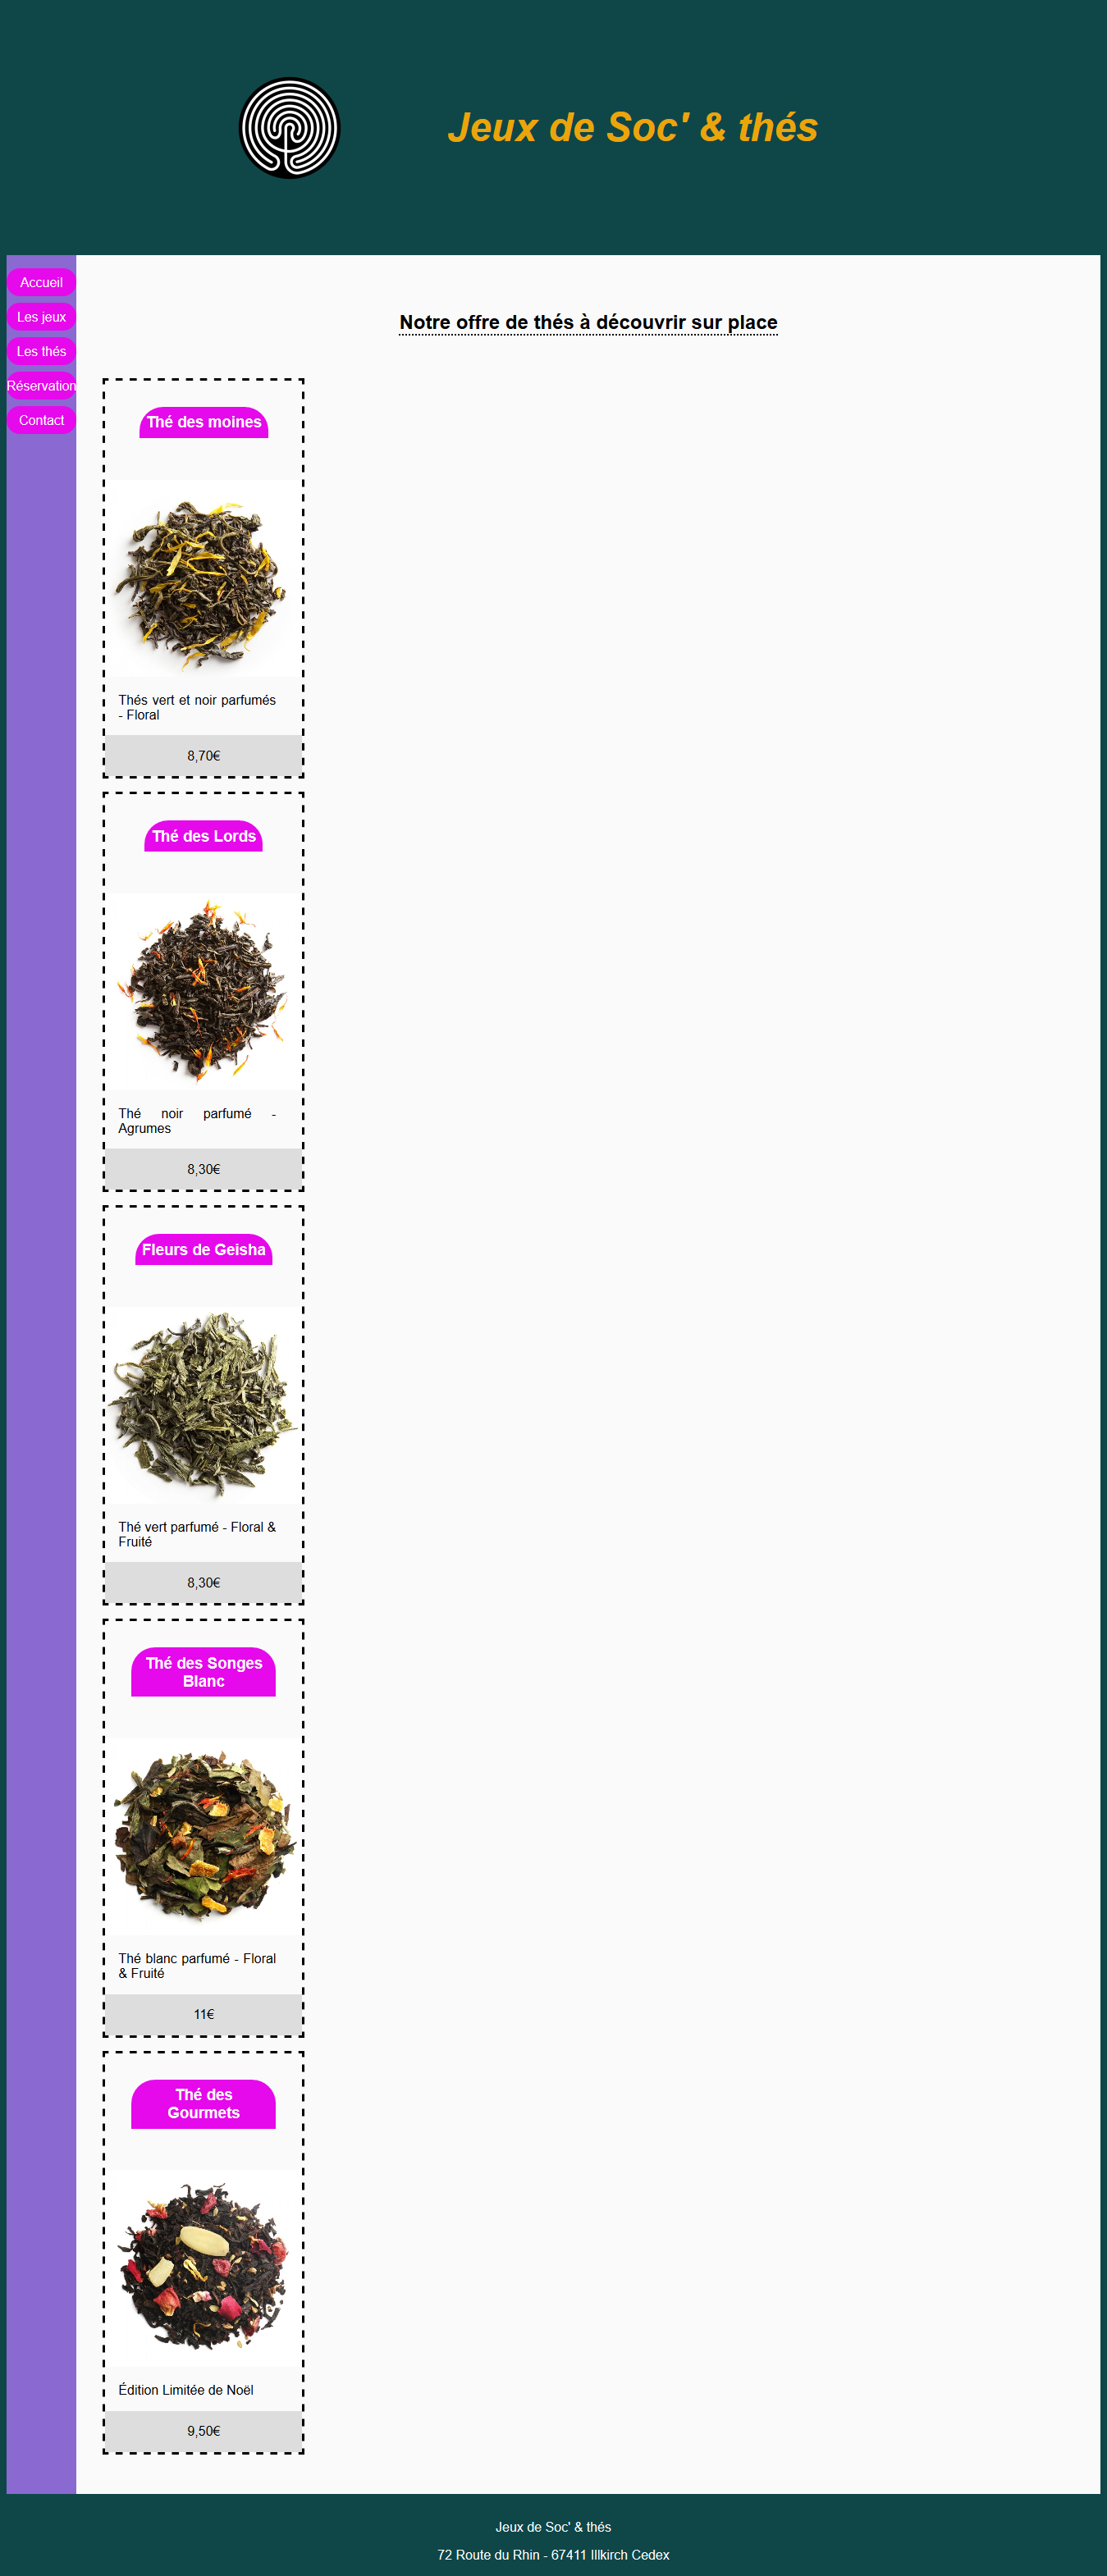 Jeux de Soc' & thés
Accueil
Les jeux
Les thés
Réservation
Contact
Notre offre de thés à découvrir sur place
Thé des moines
Thés vert et noir parfumés
- Floral
8,70€
Thé des Lords
Thé noir parfumé -
Agrumes
8,30€
Fleurs de Geisha
Thé vert parfumé - Floral &
Fruité
8,30€
Thé des Songes
Blanc
Thé blanc parfumé - Floral
& Fruité
11€
Thé des
Gourmets
Édition Limitée de Noël
9,50€
Jeux de Soc' & thés
72 Route du Rhin - 67411 Illkirch Cedex